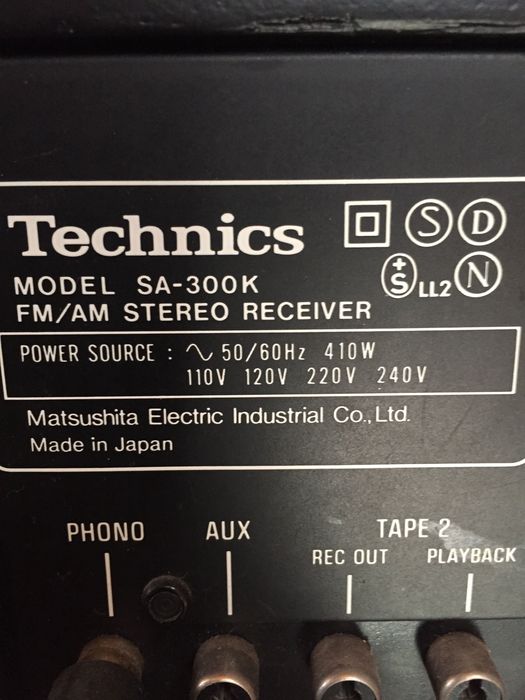 Technics
S D
MODEL SA-300K
+S LL2 N
FM/AM STEREO RECEIVER
POWER SOURCE : ∿ 50/60Hz 410W
110V 120V 220V 240V
Matsushita Electric Industrial Co., Ltd.
Made in Japan
PHONO AUX TAPE 2
REC OUT PLAYBACK